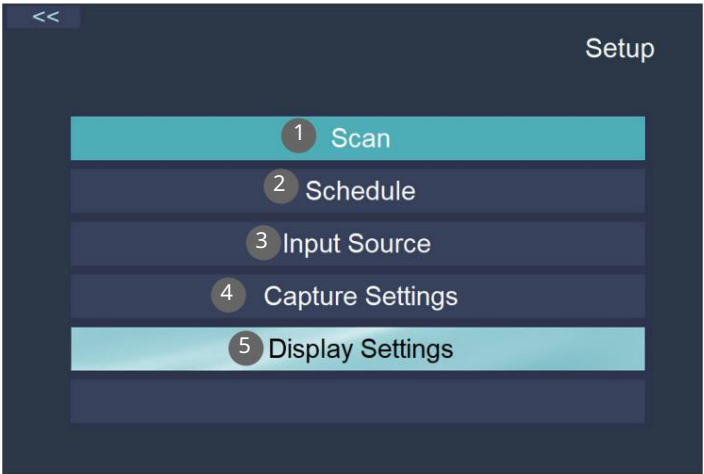 <<
Setup
1 Scan
2 Schedule
3 Input Source
4 Capture Settings
5 Display Settings